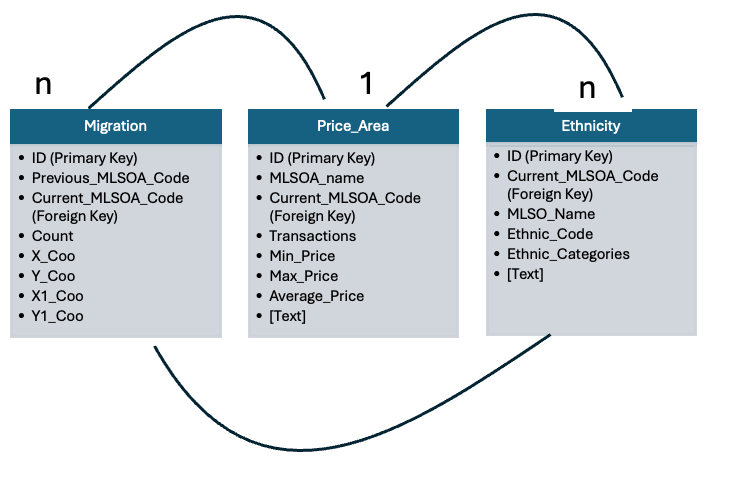 n
1
n
Migration
• ID (Primary Key)
• Previous_MLSOA_Code
• Current_MLSOA_Code
(Foreign Key)
• Count
• X_Coo
• Y_Coo
• X1_Coo
• Y1_Coo
Price_Area
• ID (Primary Key)
• MLSOA_name
• Current_MLSOA_Code
(Foreign Key)
• Transactions
• Min_Price
• Max_Price
• Average_Price
• [Text]
Ethnicity
• ID (Primary Key)
• Current_MLSOA_Code
(Foreign Key)
• MLSO_Name
• Ethnic_Code
• Ethnic_Categories
• [Text]